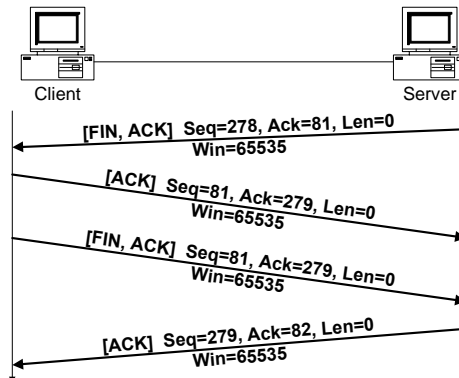 Client
Server
[FIN, ACK] Seq=278, Ack=81, Len=0
Win=65535
[ACK] Seq=81, Ack=279, Len=0
Win=65535
[FIN, ACK] Seq=81, Ack=279, Len=0
Win=65535
[ACK] Seq=279, Ack=82, Len=0
Win=65535